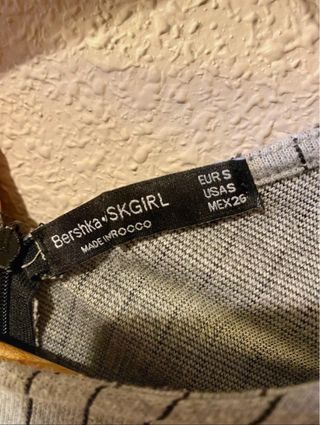 Bershka•SKGIRL
MADE IN ROCCO
EUR S
USA S
MEX 26